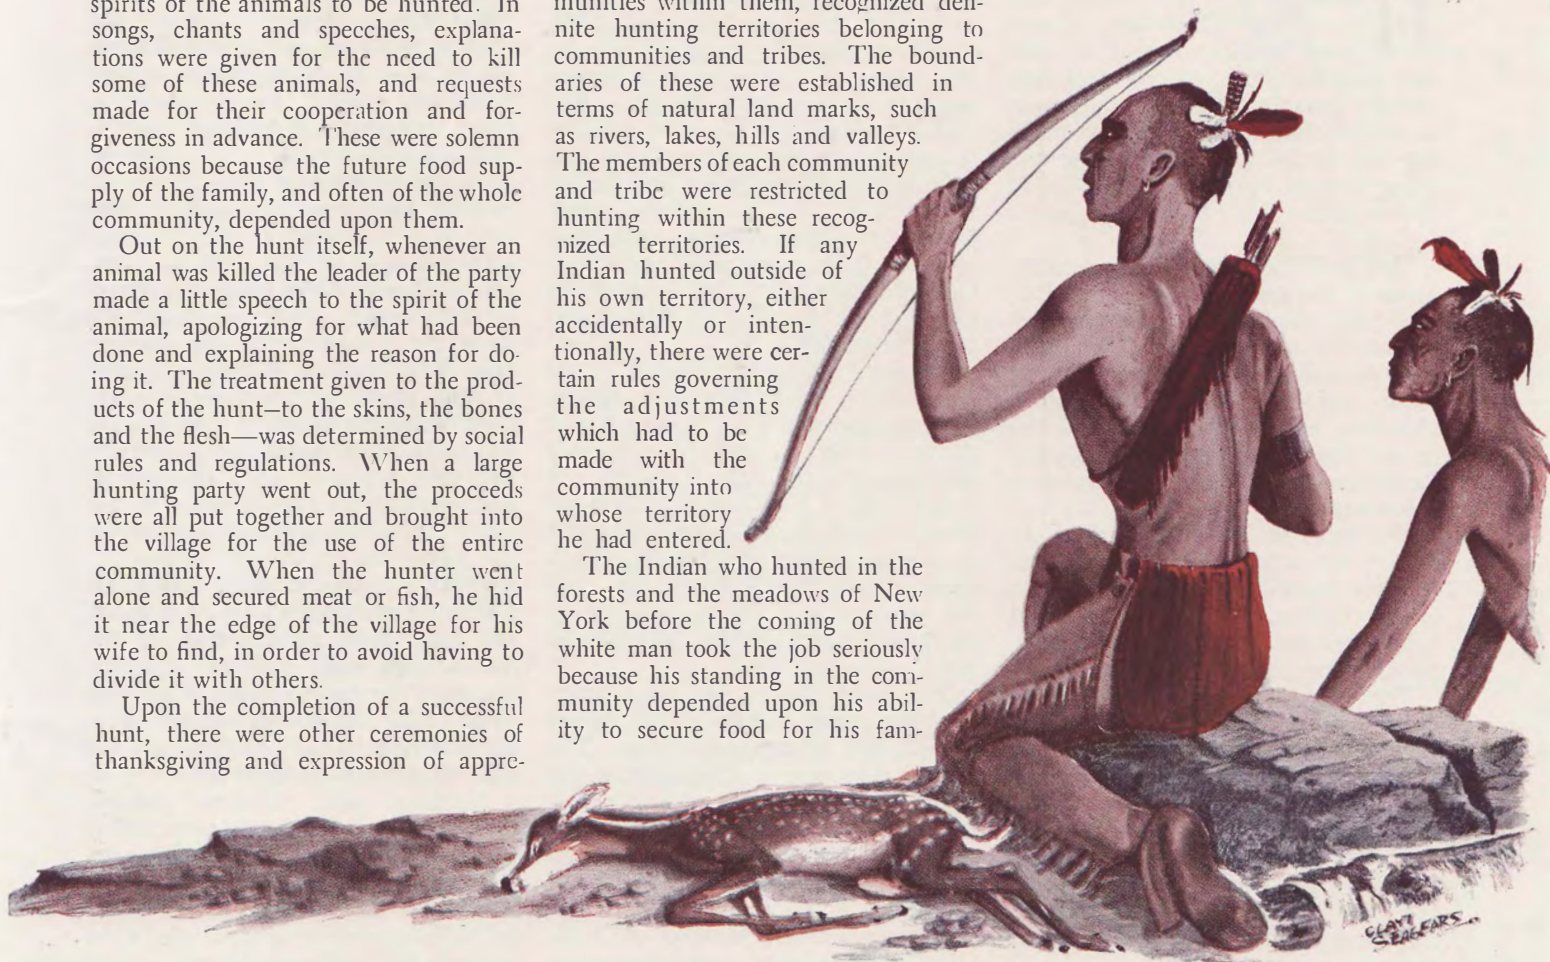 spirits of the animals to be hunted. In
songs, chants and speeches, explana-
tions were given for the need to kill
some of these animals, and requests
made for their cooperation and for-
giveness in advance. These were solemn
occasions because the future food sup-
ply of the family, and often of the whole
community, depended upon them.
Out on the hunt itself, whenever an
animal was killed the leader of the party
made a little speech to the spirit of the
animal, apologizing for what had been
done and explaining the reason for do-
ing it. The treatment given to the prod-
ucts of the hunt—to the skins, the bones
and the flesh—was determined by social
rules and regulations. When a large
hunting party went out, the proceeds
were all put together and brought into
the village for the use of the entire
community. When the hunter went
alone and secured meat or fish, he hid
it near the edge of the village for his
wife to find, in order to avoid having to
divide it with others.
Upon the completion of a successful
hunt, there were other ceremonies of
thanksgiving and expression of appre-
munities within them, recognized defi-
nite hunting territories belonging to
communities and tribes. The bound-
aries of these were established in
terms of natural land marks, such
as rivers, lakes, hills and valleys.
The members of each community
and tribe were restricted to
hunting within these recog-
nized territories. If any
Indian hunted outside of
his own territory, either
accidentally or inten-
tionally, there were cer-
tain rules governing
the adjustments
which had to be
made with the
community into
whose territory
he had entered.
The Indian who hunted in the
forests and the meadows of New
York before the coming of the
white man took the job seriously
because his standing in the com-
munity depended upon his abil-
ity to secure food for his fam-
CLAYT
SEAGEARS